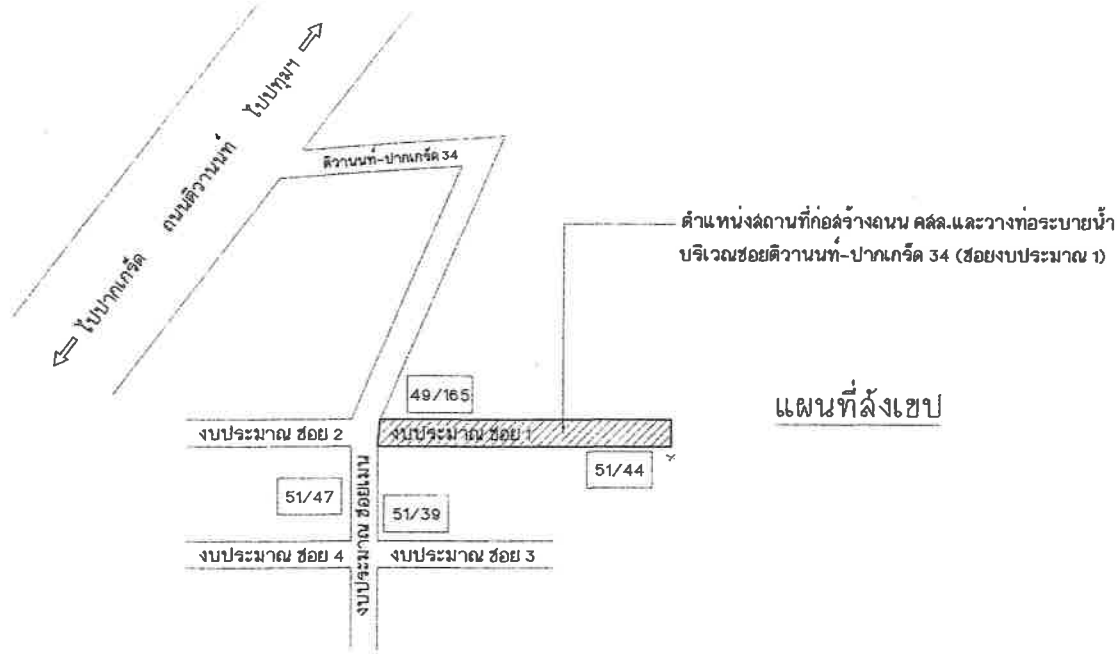 ไปปทุมฯ
ถนนติวานนท์
ไปปากเกร็ด
ติวานนท์-ปากเกร็ด 34
ตำแหน่งสถานที่ก่อสร้างถนน คสล.และวางท่อระบายน้ำ
บริเวณซอยติวานนท์-ปากเกร็ด 34 (ซอยงบประมาณ 1)
49/165
แผนที่สังเขป
งบประมาณ ซอย 2
งบประมาณ ซอย 1
51/44
51/47
51/39
งบประมาณ ซอยเมน
งบประมาณ ซอย 4
งบประมาณ ซอย 3